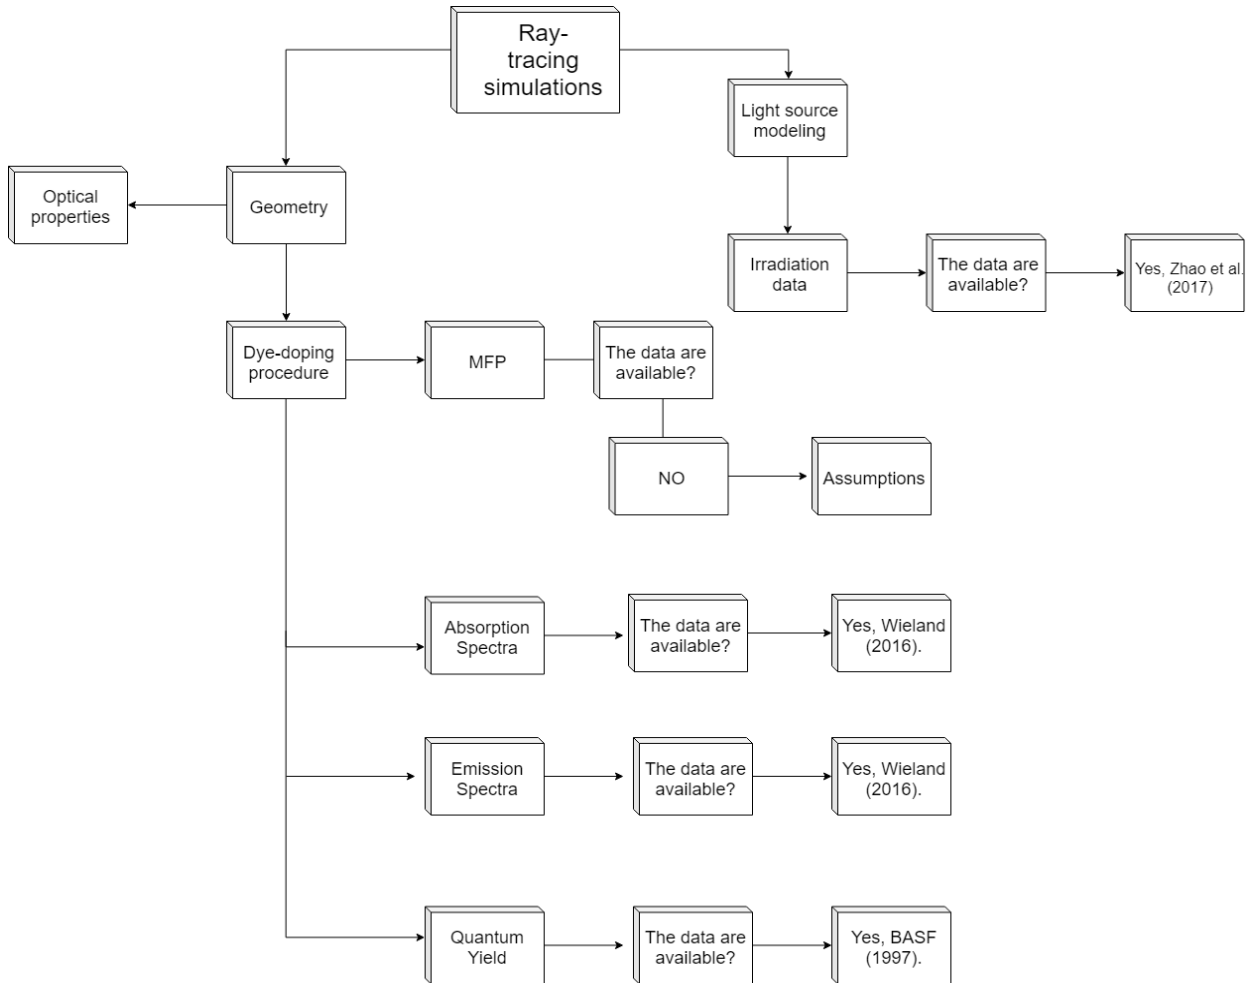 Ray-
tracing
simulations
Light source
modeling
Optical
properties
Geometry
Irradiation
data
The data are
available?
Yes, Zhao et al.
(2017)
Dye-doping
procedure
MFP
The data are
available?
NO
Assumptions
Absorption
Spectra
The data are
available?
Yes, Wieland
(2016).
Emission
Spectra
The data are
available?
Yes, Wieland
(2016).
Quantum
Yield
The data are
available?
Yes, BASF
(1997).